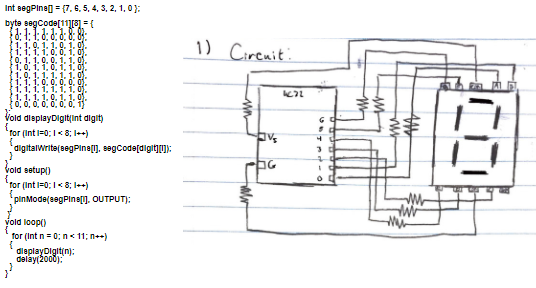 int segPins[] = {7, 6, 5, 4, 3, 2, 1, 0 };
byte segCode[11][8] = {
{ 1, 1, 1, 1, 1, 1, 0, 0},
{ 0, 1, 1, 0, 0, 0, 0, 0},
{ 1, 1, 0, 1, 1, 0, 1, 0},
{ 1, 1, 1, 1, 0, 0, 1, 0},
{ 0, 1, 1, 0, 0, 1, 1, 0},
{ 1, 0, 1, 1, 0, 1, 1, 0},
{ 1, 0, 1, 1, 1, 1, 1, 0},
{ 1, 1, 1, 0, 0, 0, 0, 0},
{ 1, 1, 1, 1, 1, 1, 1, 0},
{ 1, 1, 1, 1, 0, 1, 1, 0},
{ 0, 0, 0, 0, 0, 0, 0, 1}
};
void displayDigit(int digit)
{
for (int i=0; i < 8; i++)
{
digitalWrite(segPins[i], segCode[digit][i]);
}
}
void setup()
{
for (int i=0; i < 8; i++)
{
pinMode(segPins[i], OUTPUT);
}
}
void loop()
{
for (int n = 0; n < 11; n++)
{
displayDigit(n);
delay(2000);
}
}
1) Circuit:
6
5
4
3
2
1
0
V5
G